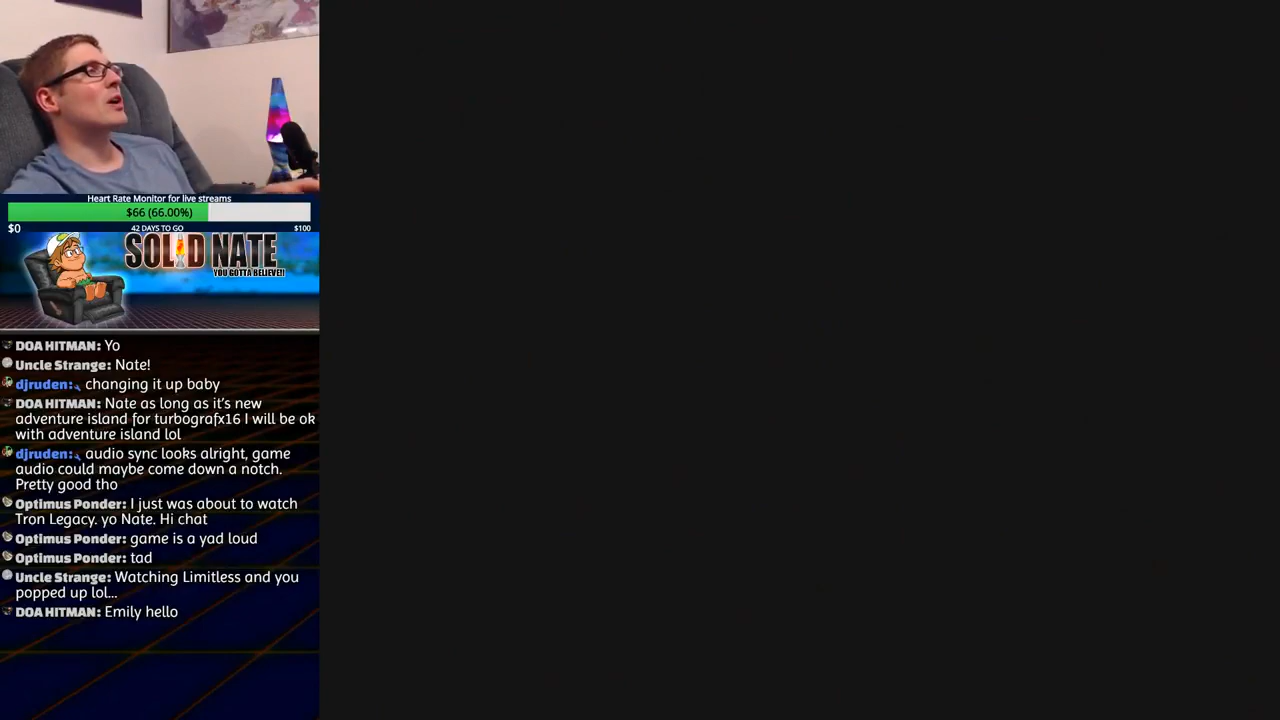 Heart Rate Monitor for live streams
$66 (66.00%)
$0 42 DAYS TO GO $100
SOLID NATE
YOU GOTTA BELIEVE!!
DOA HITMAN: Yo
Uncle Strange: Nate!
djruden: changing it up baby
DOA HITMAN: Nate as long as it's new
adventure island for turbografx16 I will be ok
with adventure island lol
djruden: audio sync looks alright, game
audio could maybe come down a notch.
Pretty good tho
Optimus Ponder: I just was about to watch
Tron Legacy. yo Nate. Hi chat
Optimus Ponder: game is a yad loud
Optimus Ponder: tad
Uncle Strange: Watching Limitless and you
popped up lol...
DOA HITMAN: Emily hello